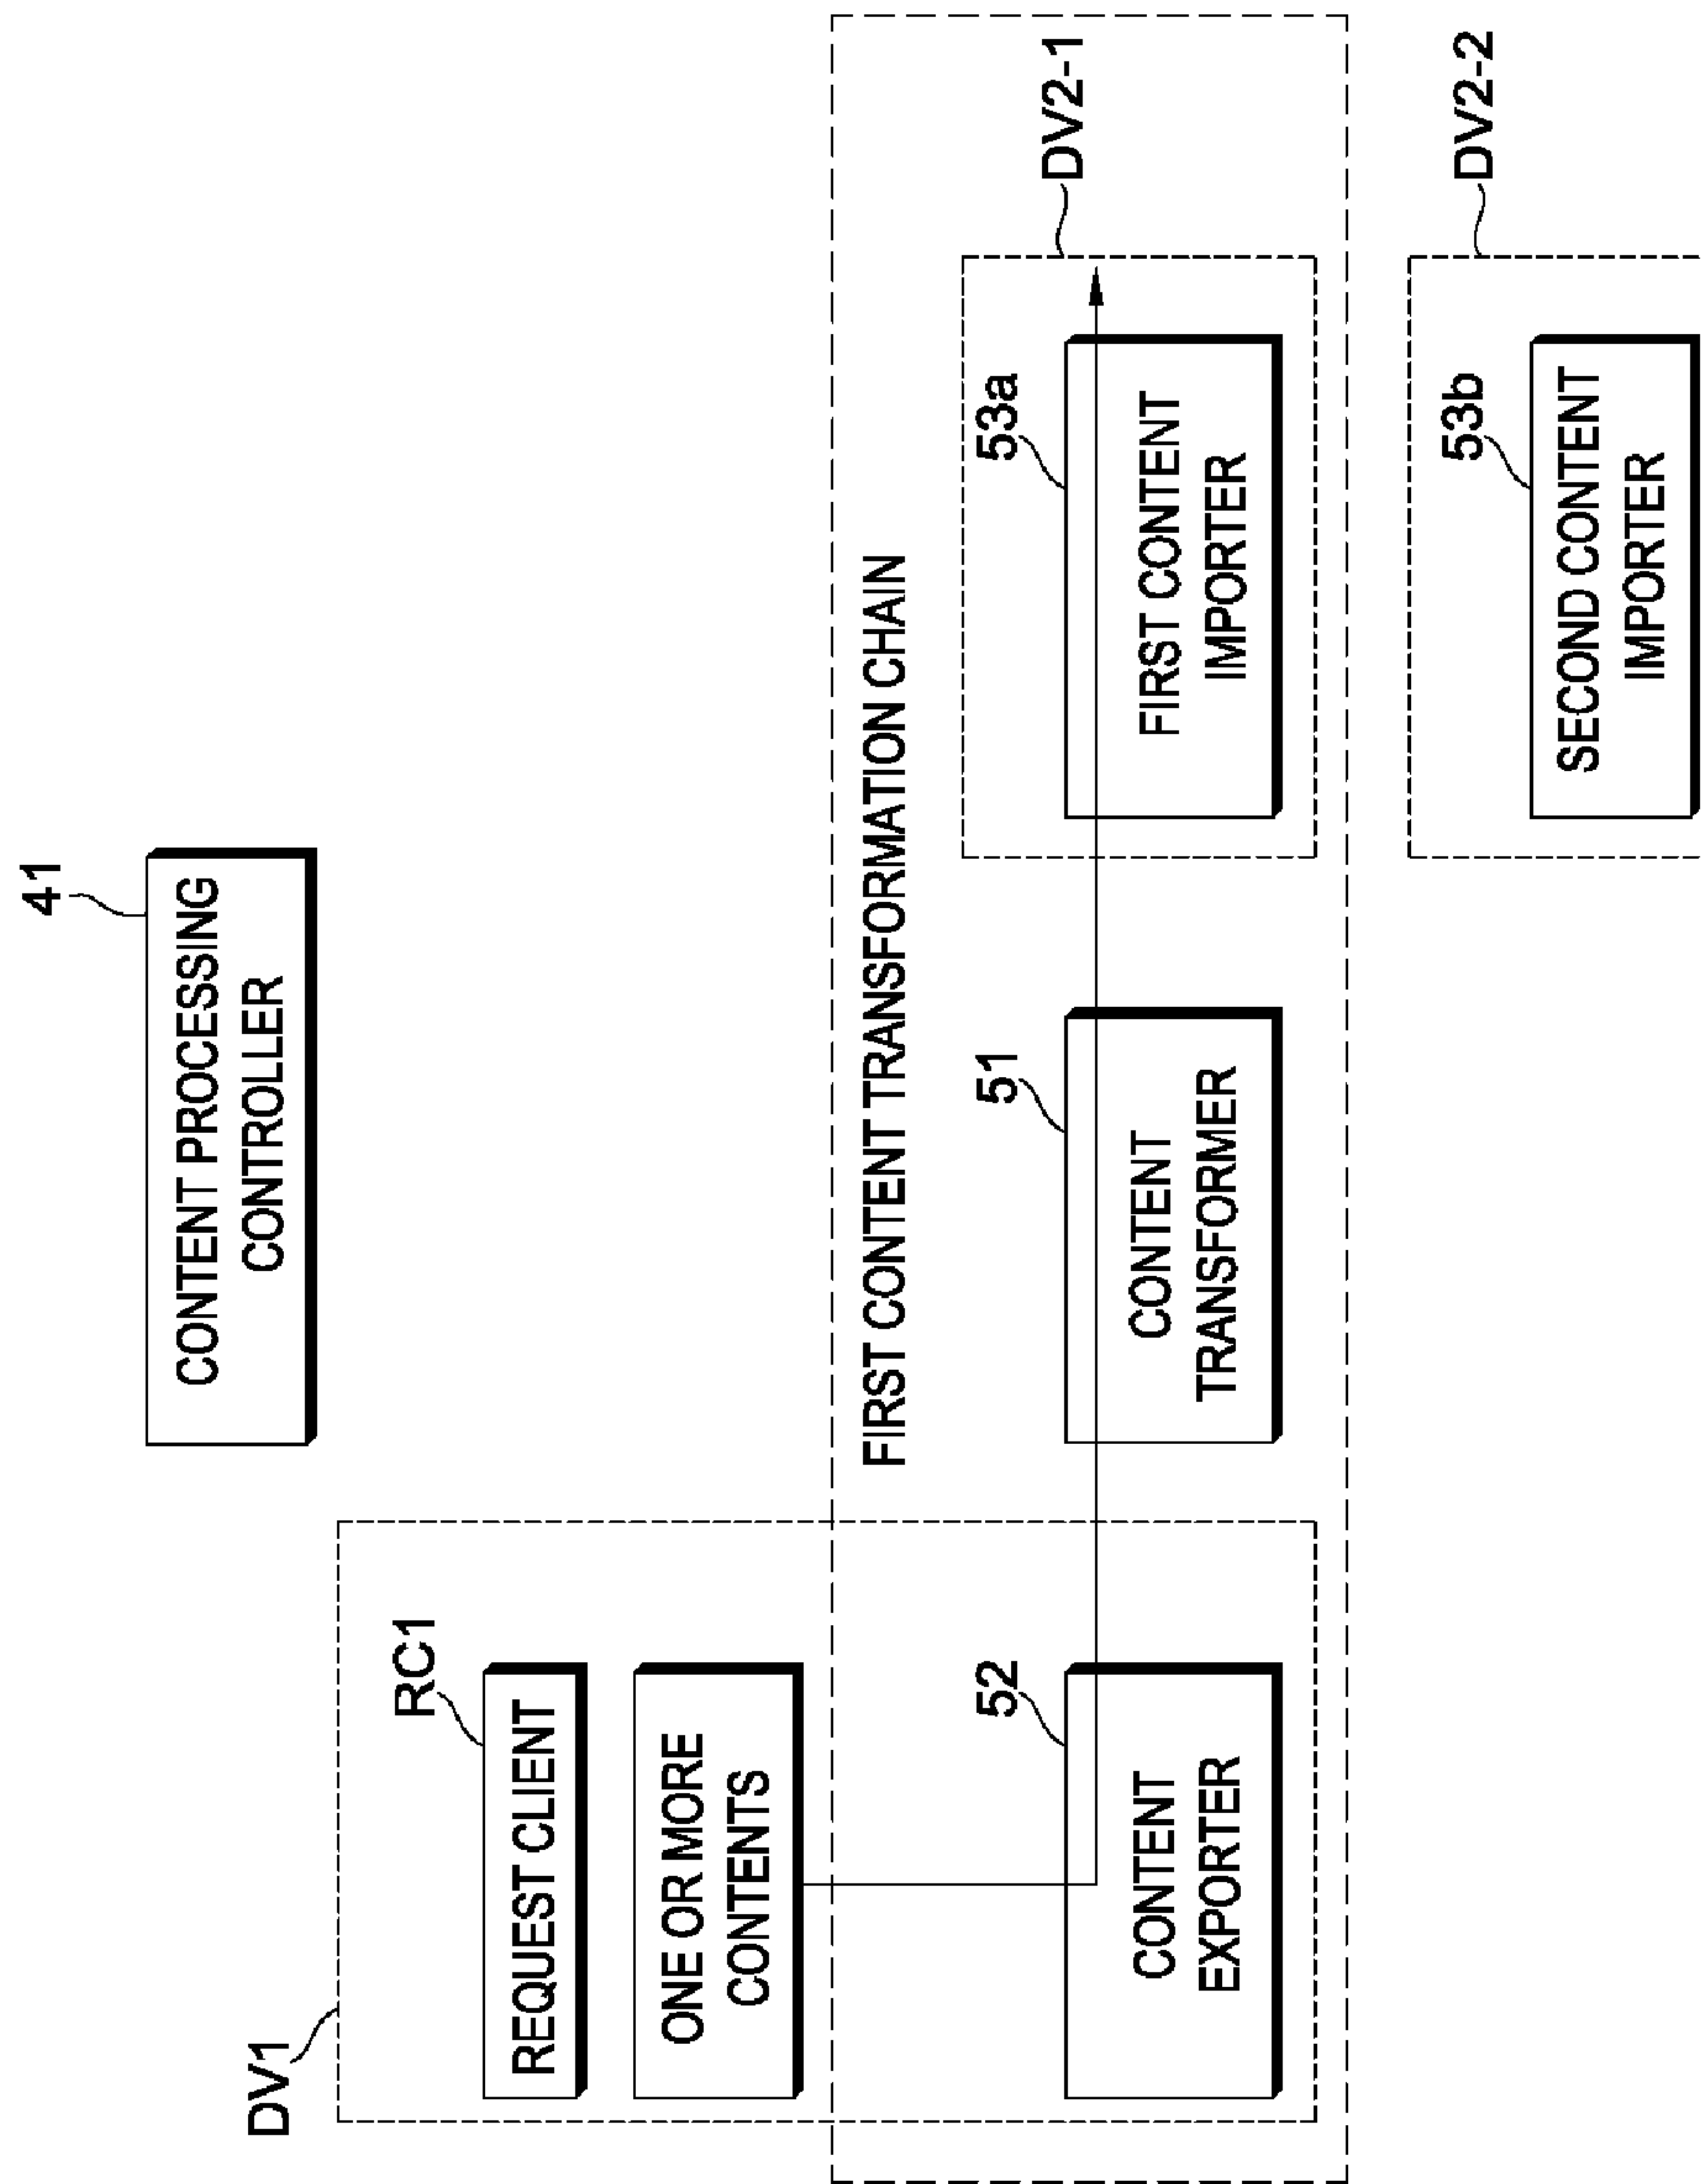 41
CONTENT PROCESSING
CONTROLLER
DV1
RC1
REQUEST CLIENT
ONE OR MORE
CONTENTS
FIRST CONTENT TRANSFORMATION CHAIN
52
CONTENT
EXPORTER
51
CONTENT
TRANSFORMER
53a
FIRST CONTENT
IMPORTER
DV2-1
53b
SECOND CONTENT
IMPORTER
DV2-2